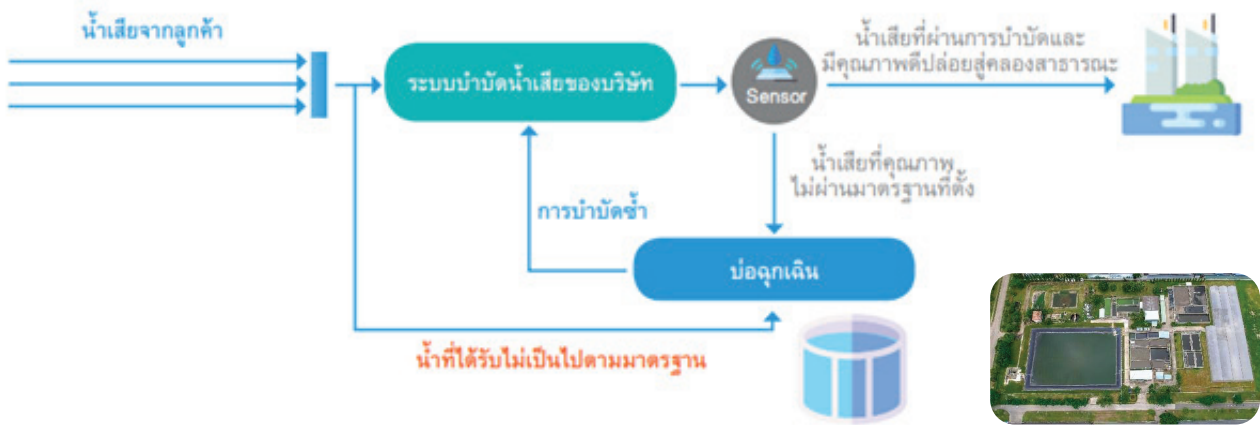 น้ำเสียจากลูกค้า
ระบบบำบัดน้ำเสียของบริษัท
Sensor
น้ำเสียที่ผ่านการบำบัดและ
มีคุณภาพดีปล่อยสู่คลองสาธารณะ
น้ำเสียที่คุณภาพ
ไม่ผ่านมาตรฐานที่ตั้ง
การบำบัดซ้ำ
บ่อฉุกเฉิน
น้ำที่ได้รับไม่เป็นไปตามมาตรฐาน